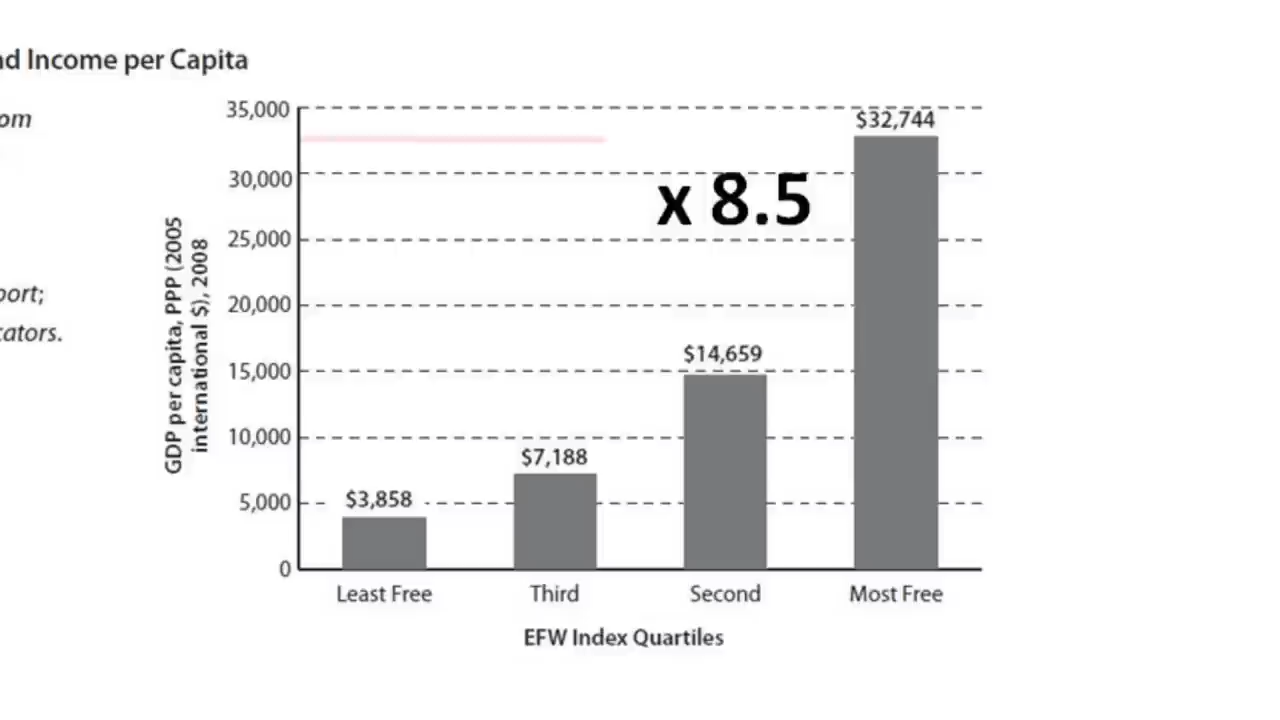 nd Income per Capita
om
port;
cators.
GDP per capita, PPP (2005
international $), 2008
35,000
30,000
25,000
20,000
15,000
10,000
5,000
0
x 8.5
$3,858
$7,188
$14,659
$32,744
Least Free
Third
Second
Most Free
EFW Index Quartiles